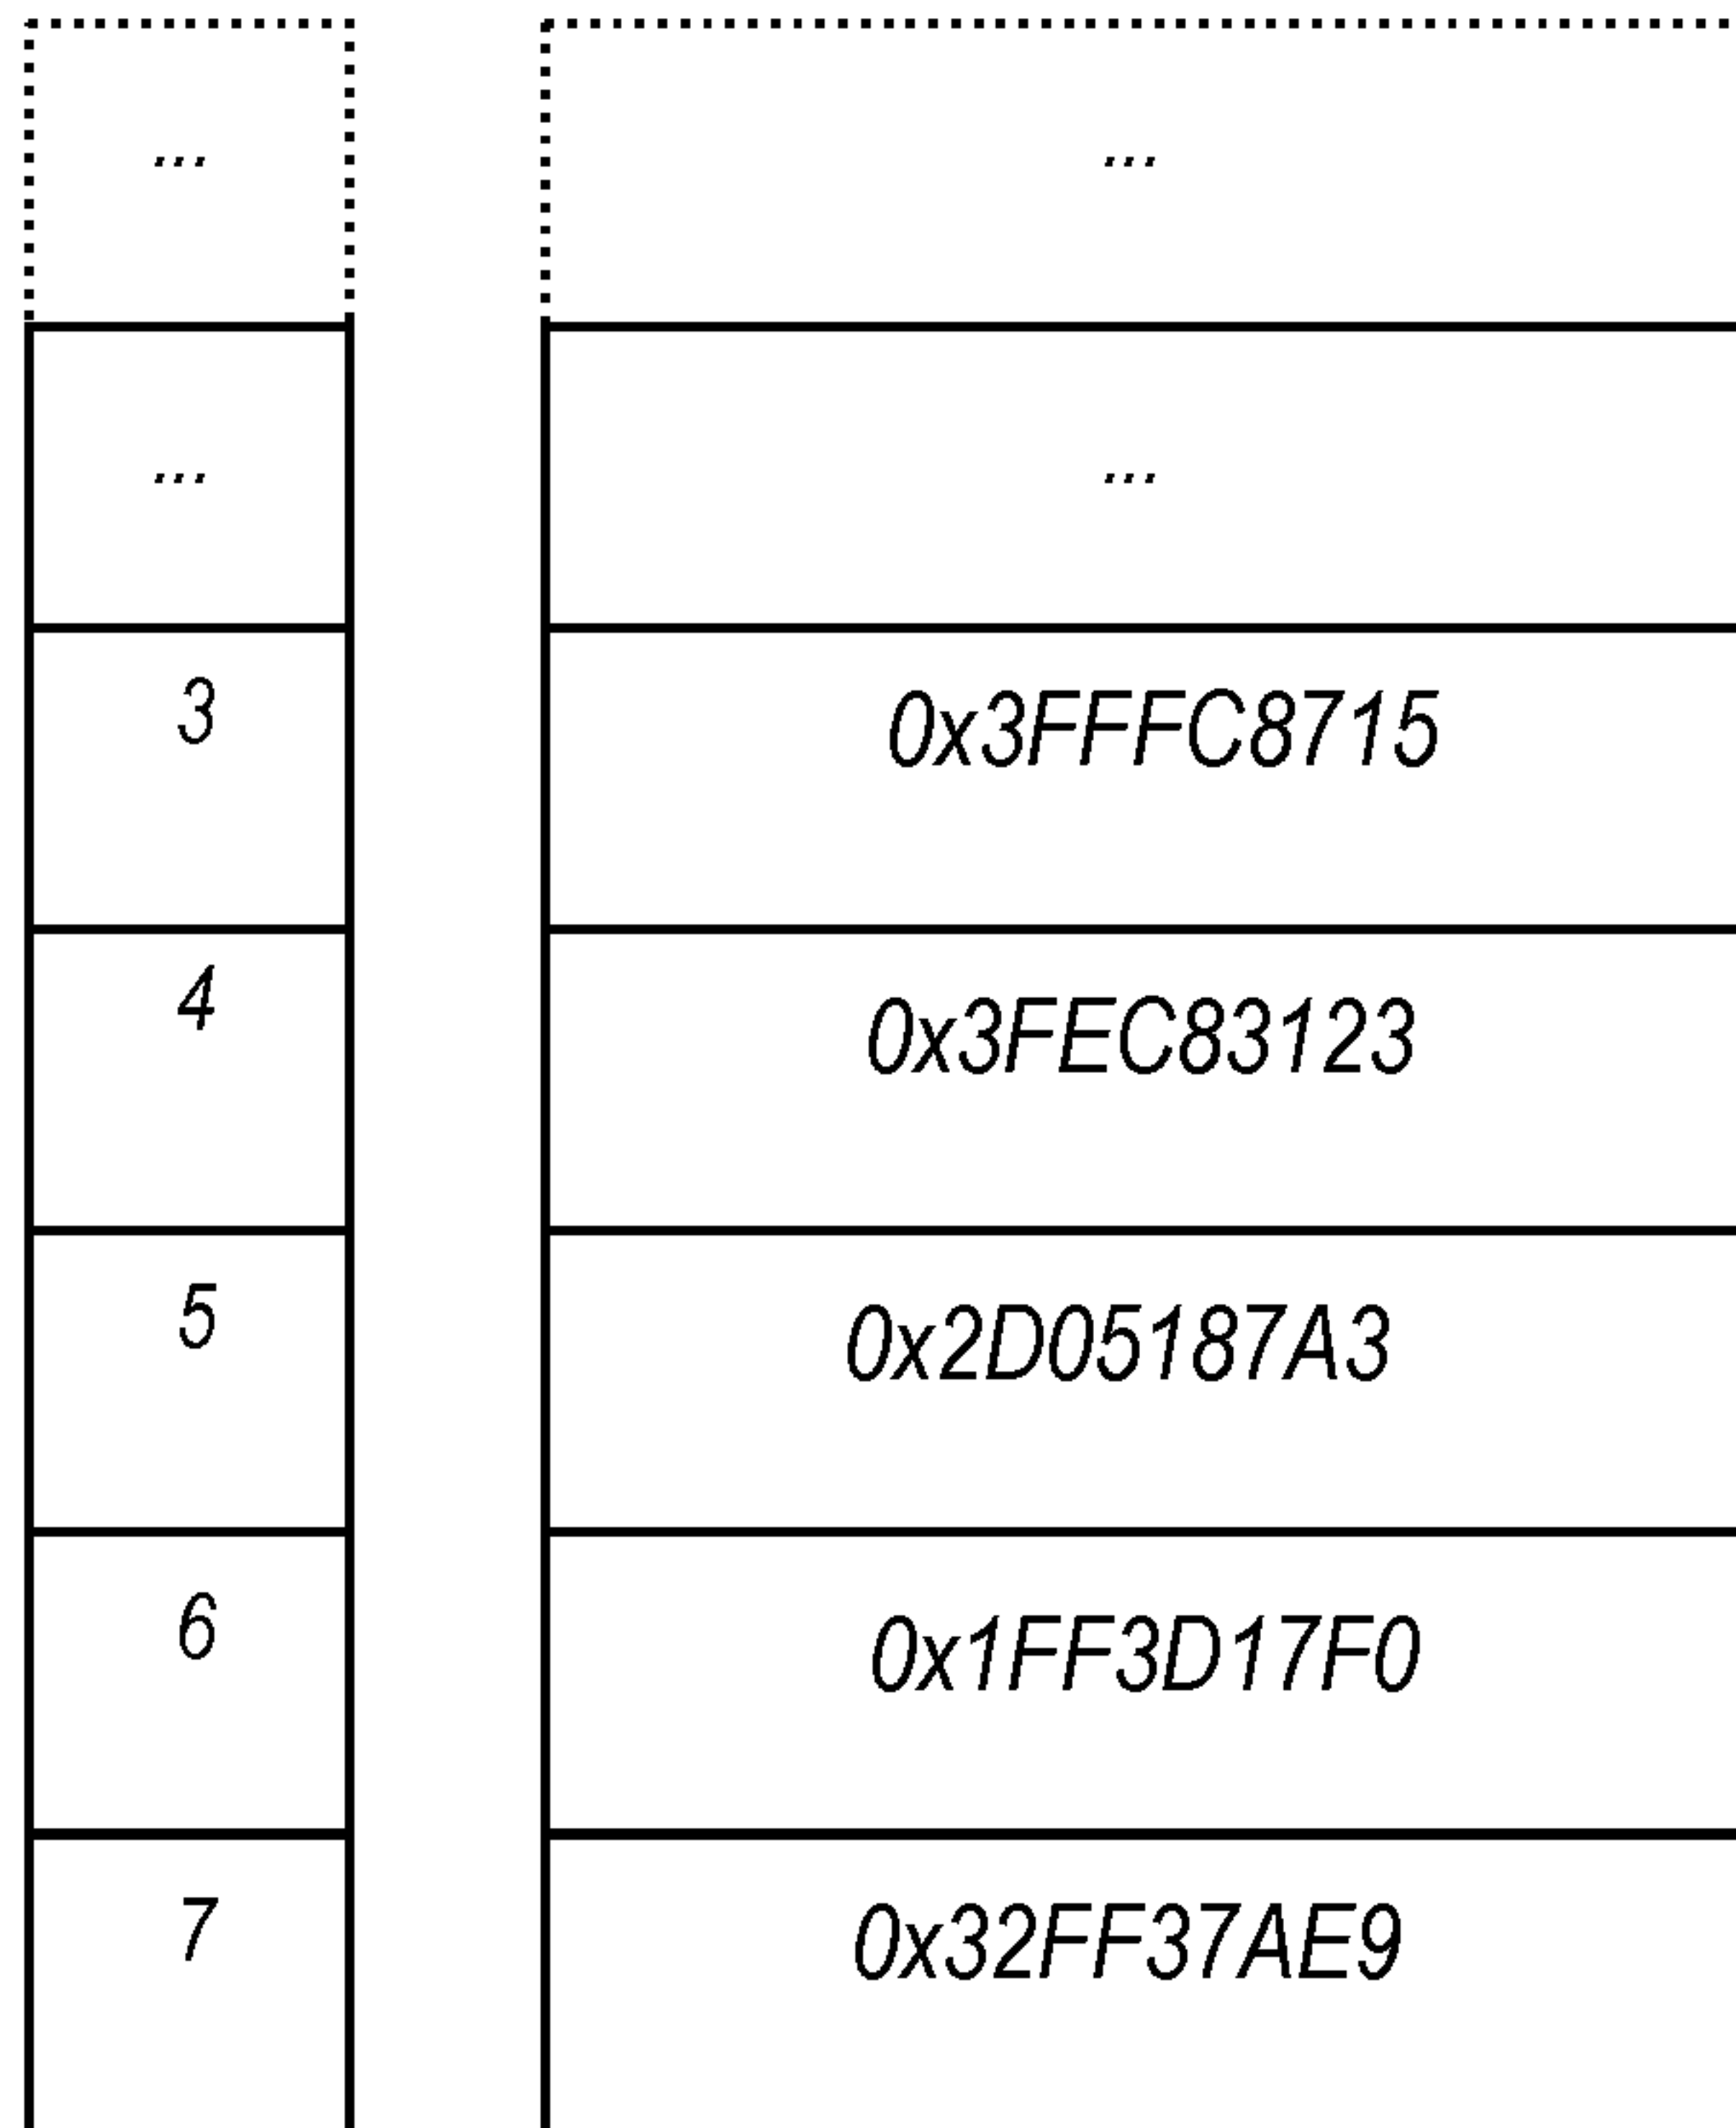 ... ...
... ...
3 0x3FFFC8715
4 0x3FEC83123
5 0x2D05187A3
6 0x1FF3D17F0
7 0x32FF37AE9